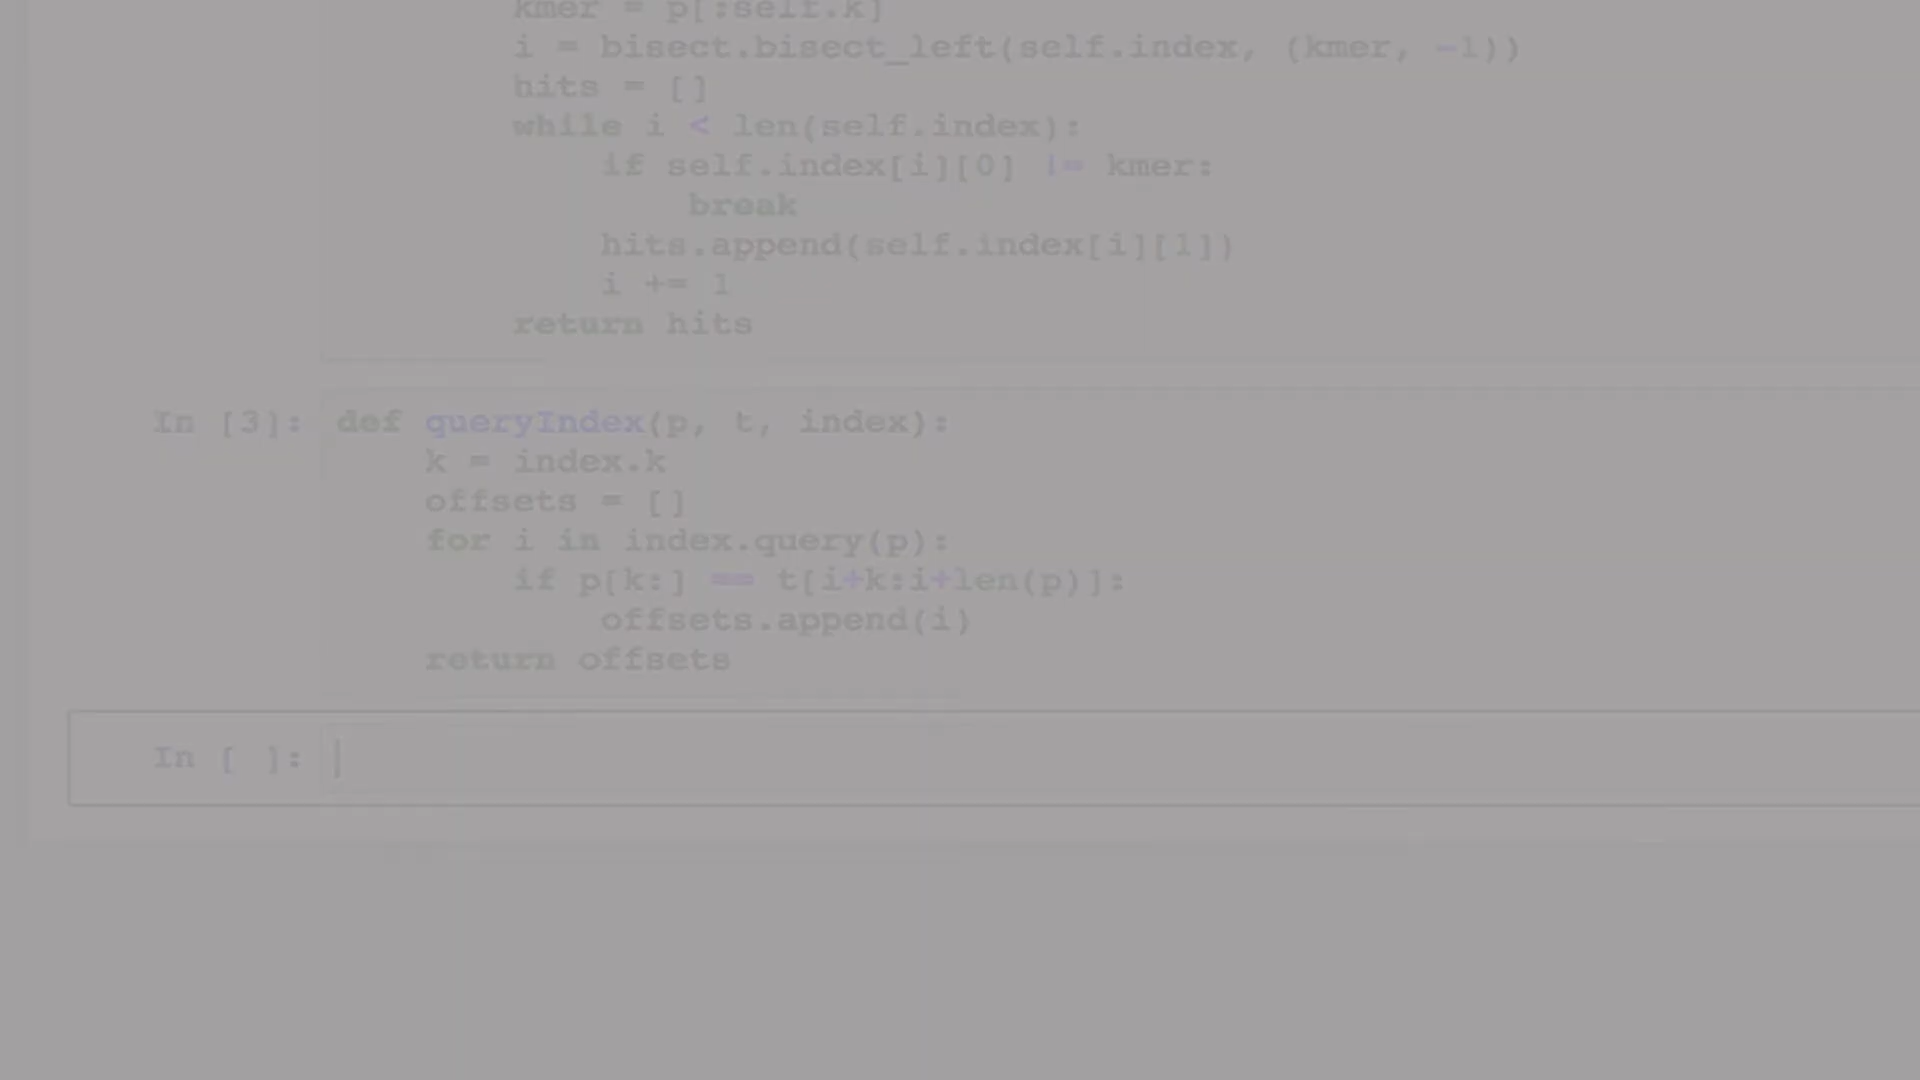 kmer = p[:self.k]
i = bisect.bisect_left(self.index, (kmer, -1))
hits = []
while i < len(self.index):
if self.index[i][0] != kmer:
break
hits.append(self.index[i][1])
i += 1
return hits
In [3]: def queryIndex(p, t, index):
k = index.k
offsets = []
for i in index.query(p):
if p[k:] == t[i+k:i+len(p)]:
offsets.append(i)
return offsets
In [ ]: